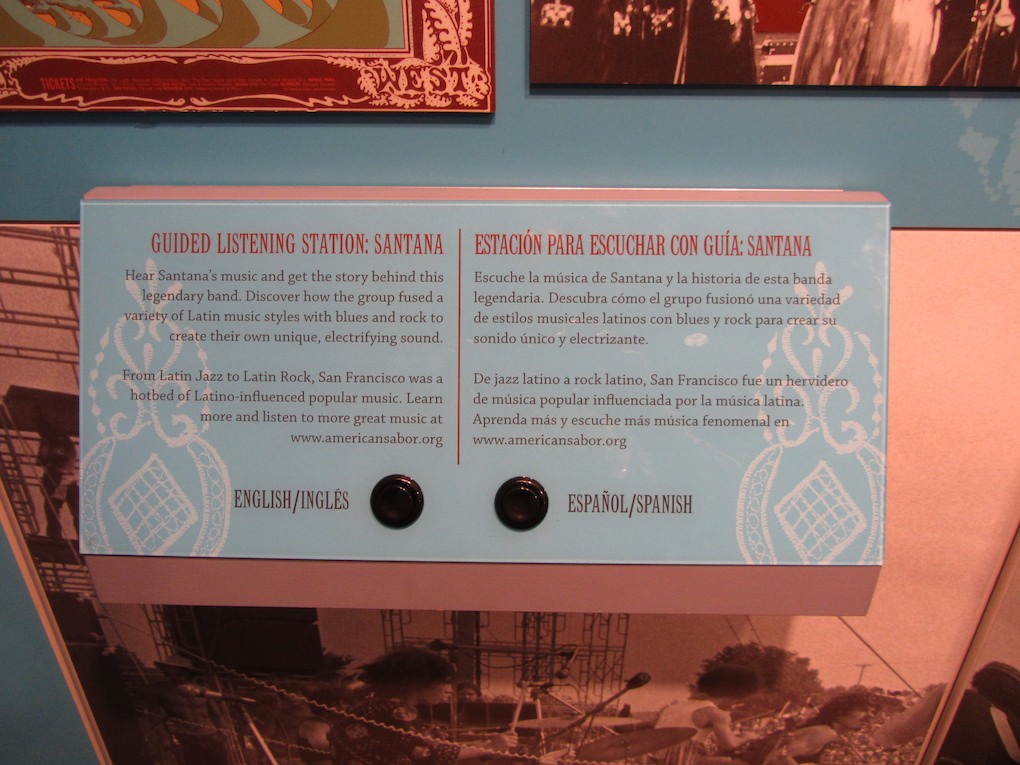 TICKETS
WEST
GUIDED LISTENING STATION: SANTANA
Hear Santana's music and get the story behind this
legendary band. Discover how the group fused a
variety of Latin music styles with blues and rock to
create their own unique, electrifying sound.
From Latin Jazz to Latin Rock, San Francisco was a
hotbed of Latino-influenced popular music. Learn
more and listen to more great music at
www.americansabor.org
ENGLISH/INGLÉS
ESTACIÓN PARA ESCUCHAR CON GUÍA: SANTANA
Escuche la música de Santana y la historia de esta banda
legendaria. Descubra cómo el grupo fusionó una variedad
de estilos musicales latinos con blues y rock para crear su
sonido único y electrizante.
De jazz latino a rock latino, San Francisco fue un hervidero
de música popular influenciada por la música latina.
Aprenda más y escuche más música fenomenal en
www.americansabor.org
ESPAÑOL/SPANISH